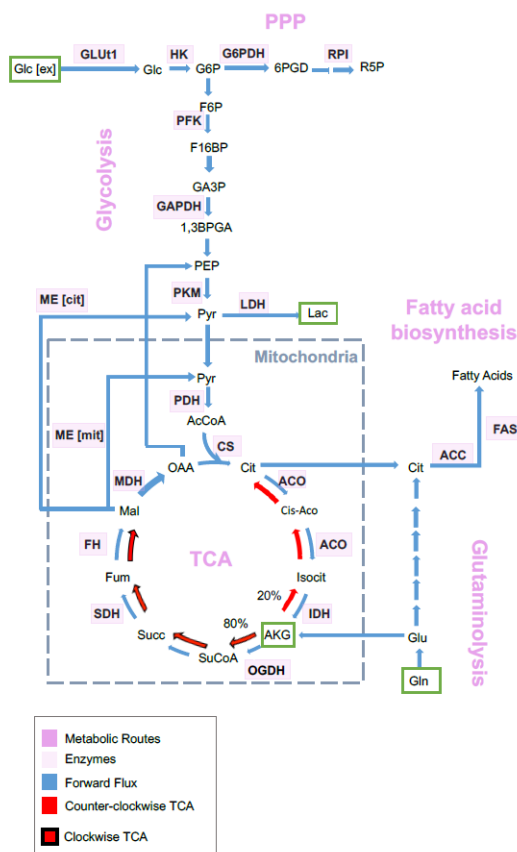 PPP
GLUt1
HK
G6PDH
RPI
Glc [ex]
Glc
G6P
6PGD
R5P
F6P
PFK
F16BP
Glycolysis
GA3P
GAPDH
1,3BPGA
PEP
ME [cit]
PKM
LDH
Pyr
Lac
Fatty acid
biosynthesis
Mitochondria
Pyr
Fatty Acids
PDH
AcCoA
FAS
ME [mit]
CS
ACC
OAA
Cit
Cit
MDH
ACO
Mal
Cis-Aco
FH
TCA
ACO
Glutaminolysis
Fum
Isocit
20%
SDH
IDH
80%
AKG
Glu
Succ
SuCoA
OGDH
Gln
Metabolic Routes
Enzymes
Forward Flux
Counter-clockwise TCA
Clockwise TCA